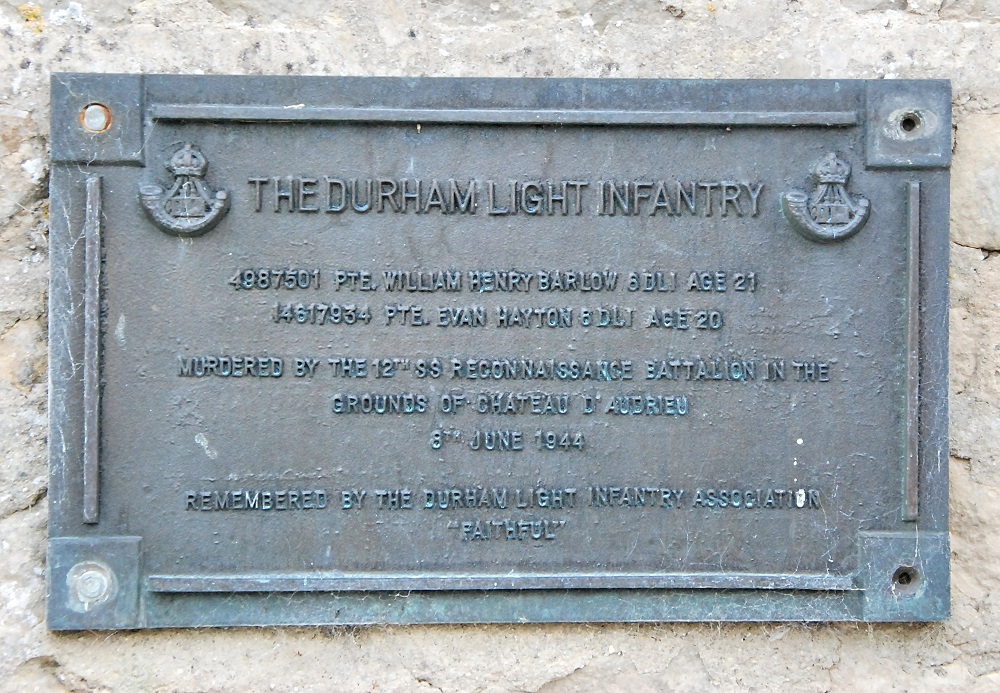 THE DURHAM LIGHT INFANTRY
4987501 PTE. WILLIAM HENRY BARLOW 8 DLI AGE 21
14617934 PTE. EVAN HAYTON 8 DLI AGE 20
MURDERED BY THE 12TH SS RECONNAISSANCE BATTALION IN THE
GROUNDS OF CHATEAU D'AUDRIEU
8TH JUNE 1944
REMEMBERED BY THE DURHAM LIGHT INFANTRY ASSOCIATION
"FAITHFUL"